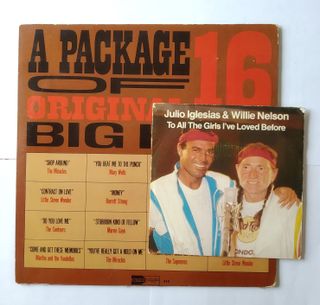 A PACKAGE
OF 16
ORIGINAL
BIG
Julio Iglesias & Willie Nelson
To All The Girls I've Loved Before
"SHOP AROUND"
The Miracles
"YOU BEAT ME TO THE PUNCH"
Mary Wells
"CONTRACT ON LOVE"
Little Stevie Wonder
"MONEY"
Barrett Strong
"DO YOU LOVE ME"
The Contours
"STUBBORN KIND OF FELLOW"
Marvin Gaye
The Supremes
Little Stevie Wonder
"COME AND GET THESE MEMORIES"
Martha and the Vandellas
"YOU'VE REALLY GOT A HOLD ON ME"
The Miracles